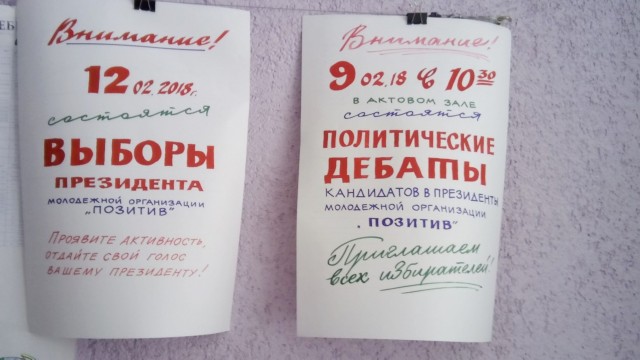 Внимание!
12 02.2018г.
состоятся
ВЫБОРЫ
ПРЕЗИДЕНТА
МОЛОДЕЖНОЙ ОРГАНИЗАЦИИ
„ПОЗИТИВ"
ПРОЯВИТЕ АКТИВНОСТЬ,
ОТДАЙТЕ СВОЙ ГОЛОС
ВАШЕМУ ПРЕЗИДЕНТУ!
Внимание!
9 02.18 С 10 30
В АКТОВОМ ЗАЛЕ
состоятся
ПОЛИТИЧЕСКИЕ
ДЕБАТЫ
КАНДИДАТОВ В ПРЕЗИДЕНТЫ
МОЛОДЕЖНОЙ ОРГАНИЗАЦИИ
„ПОЗИТИВ"
Приглашаем
всех избирателей!